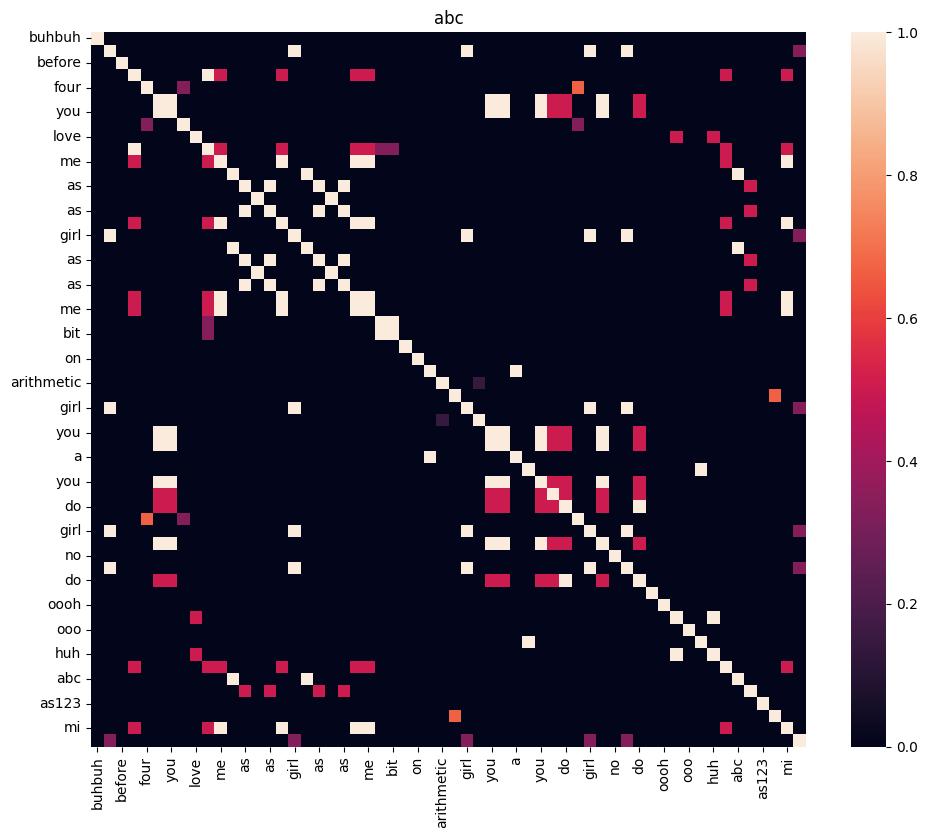 abc
buhbuh
before
four
you
love
me
as
as
girl
as
as
me
bit
on
arithmetic
girl
you
a
you
do
girl
no
do
oooh
ooo
huh
abc
as123
mi
1.0
0.8
0.6
0.4
0.2
0.0
buhbuh
before
four
you
love
me
as
as
girl
as
as
me
bit
on
arithmetic
girl
you
a
you
do
girl
no
do
oooh
ooo
huh
abc
as123
mi